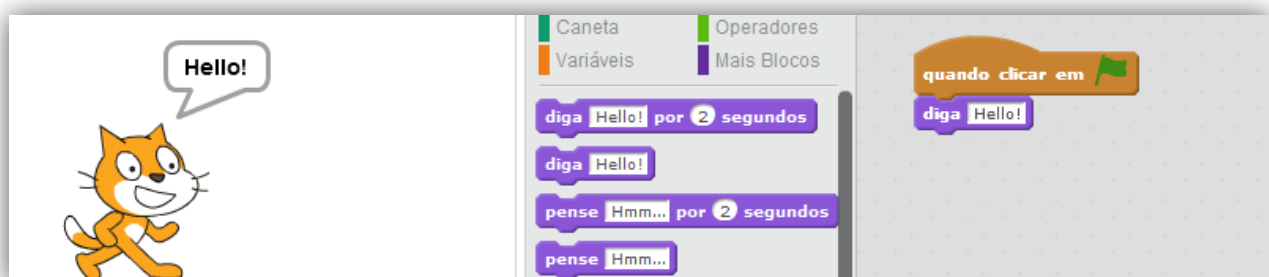 Hello!
Caneta
Operadores
Variáveis
Mais Blocos
diga Hello! por 2 segundos
diga Hello!
pense Hmm... por 2 segundos
pense Hmm...
quando clicar em
diga Hello!